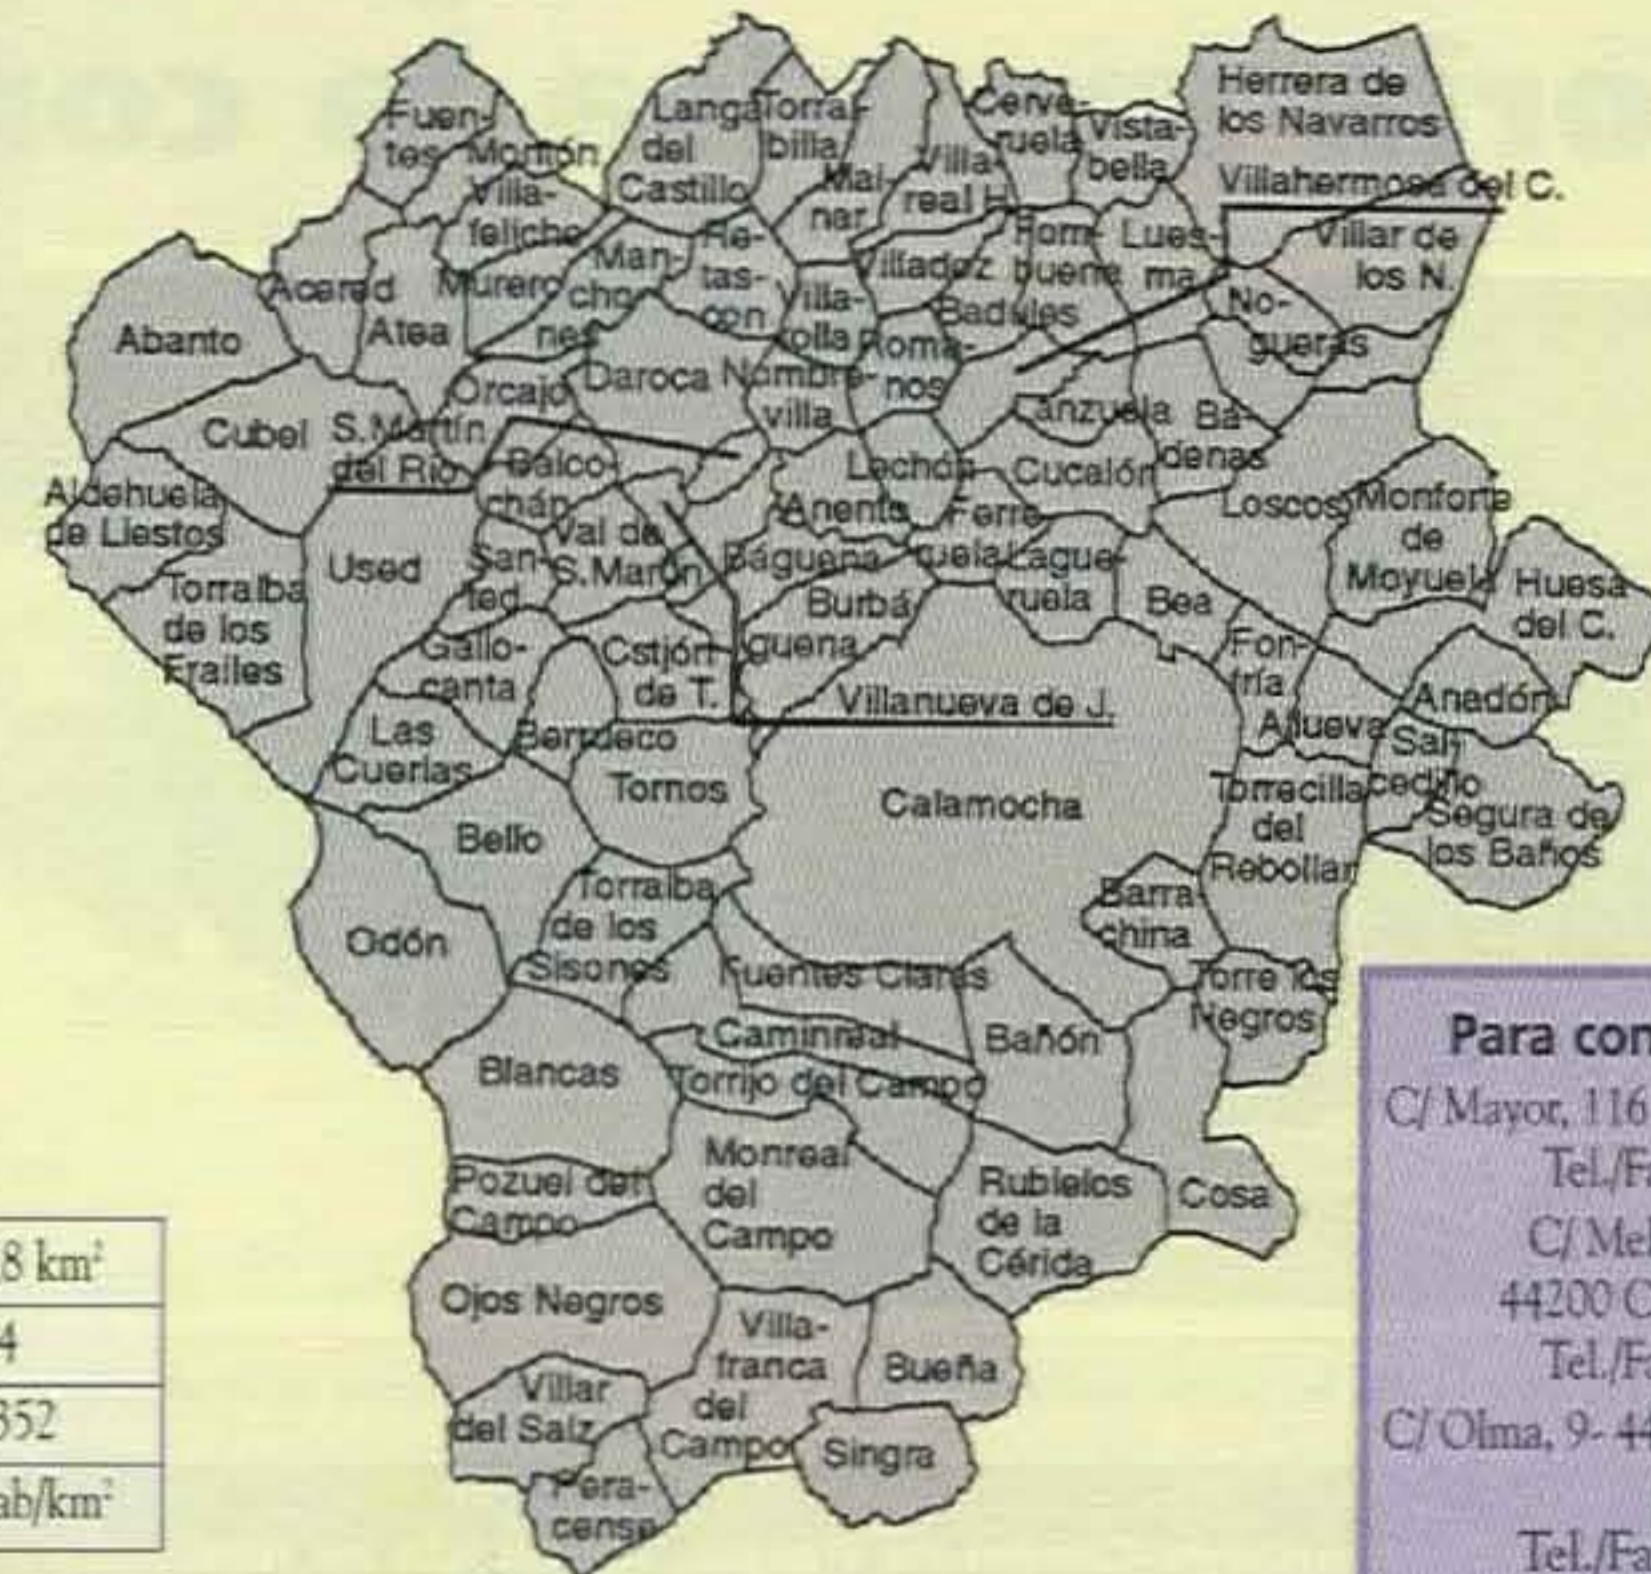 Fuen-
tes
Montón
Villa-
feliche
Langa
del
Castillo
Torral-
billa
Mai-
nar
Villa-
real H.
Cerve-
ruela
Vista-
bella
Herrera de
los Navarros
Villahermosa del C.
Villar de
los N.
Abanto
Acered
Atea
Murero
Man-
cho-
nes
Re-
tas-
con
Villa-
rolla
Villadoz
Badules
Fom-
buena
Lues-
ma
No-
gueras
Roma-
nos
Orcajo
Daroca
Nombre-
villa
Cubel
S.Martín
del Río
Balco-
chán
Lanzuela
Bá-
denas
Lechón
Cucalón
Anento
Ferre-
ruela
Loscos
Monforte
de
Moyuela
Huesa
del C.
Aldehuela
de Liestos
Used
San-
ted
Val de
S.Martín
Báguena
Burbá-
guena
Lague-
ruela
Bea
Fon-
fría
Torralba
de los
Frailes
Gallo-
canta
Cstjón
de T.
Villanueva de J.
Allueva
Anadón
Sal-
cedillo
Segura de
los Baños
Las
Cuerlas
Berrueco
Tornos
Calamocha
Torrecilla
del
Rebollar
Bello
Torralba
de los
Sisones
Barra-
china
Odón
Fuentes Claras
Torre los
Negros
Caminreal
Bañón
Blancas
Torrijo del Campo
Pozuel del
Campo
Monreal
del
Campo
Rubielos
de la
Cérida
Cosa
Ojos Negros
Villa-
franca
del
Campo
Bueña
Villar
del Salz
Singra
Pera-
cense
8 km²
4
352
ab/km²
Para con
C/ Mayor, 116
Tel./Fa
C/ Mel
44200 C
Tel./Fa
C/ Olma, 9- 44
Tel./Fa